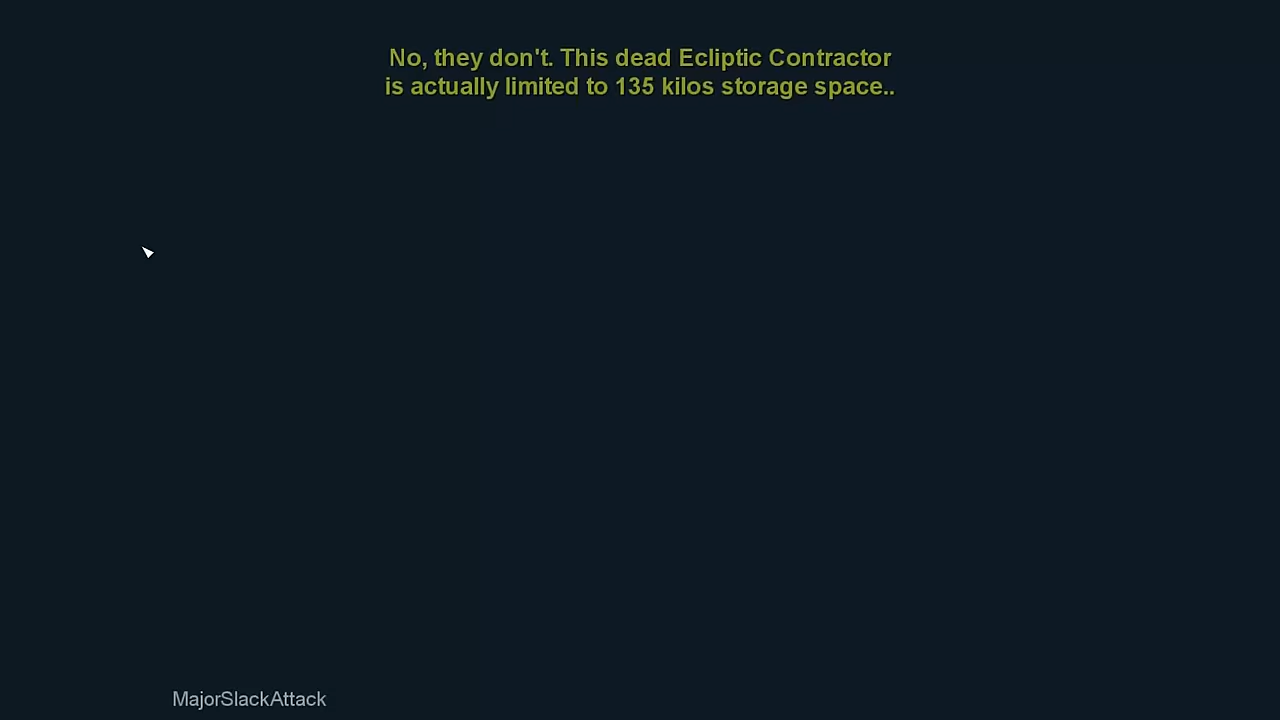 No, they don't. This dead Ecliptic Contractor
is actually limited to 135 kilos storage space..
MajorSlackAttack